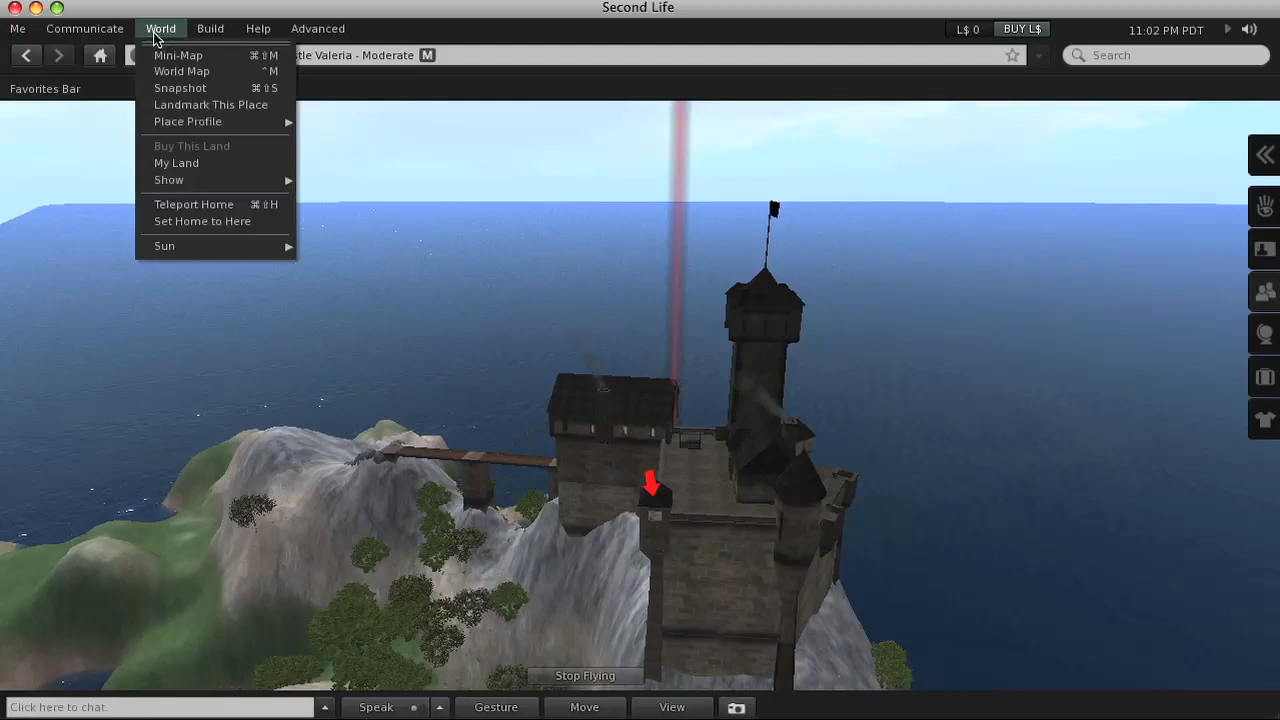 Second Life
Me Communicate World Build Help Advanced L$ 0 BUY L$ 11:02 PM PDT
stle Valeria - Moderate M Search
Favorites Bar
Mini-Map ⌘⇧M
World Map ⌃M
Snapshot ⌘⇧S
Landmark This Place
Place Profile
Buy This Land
My Land
Show
Teleport Home ⌘⇧H
Set Home to Here
Sun
Stop Flying
Click here to chat. Speak Gesture Move View